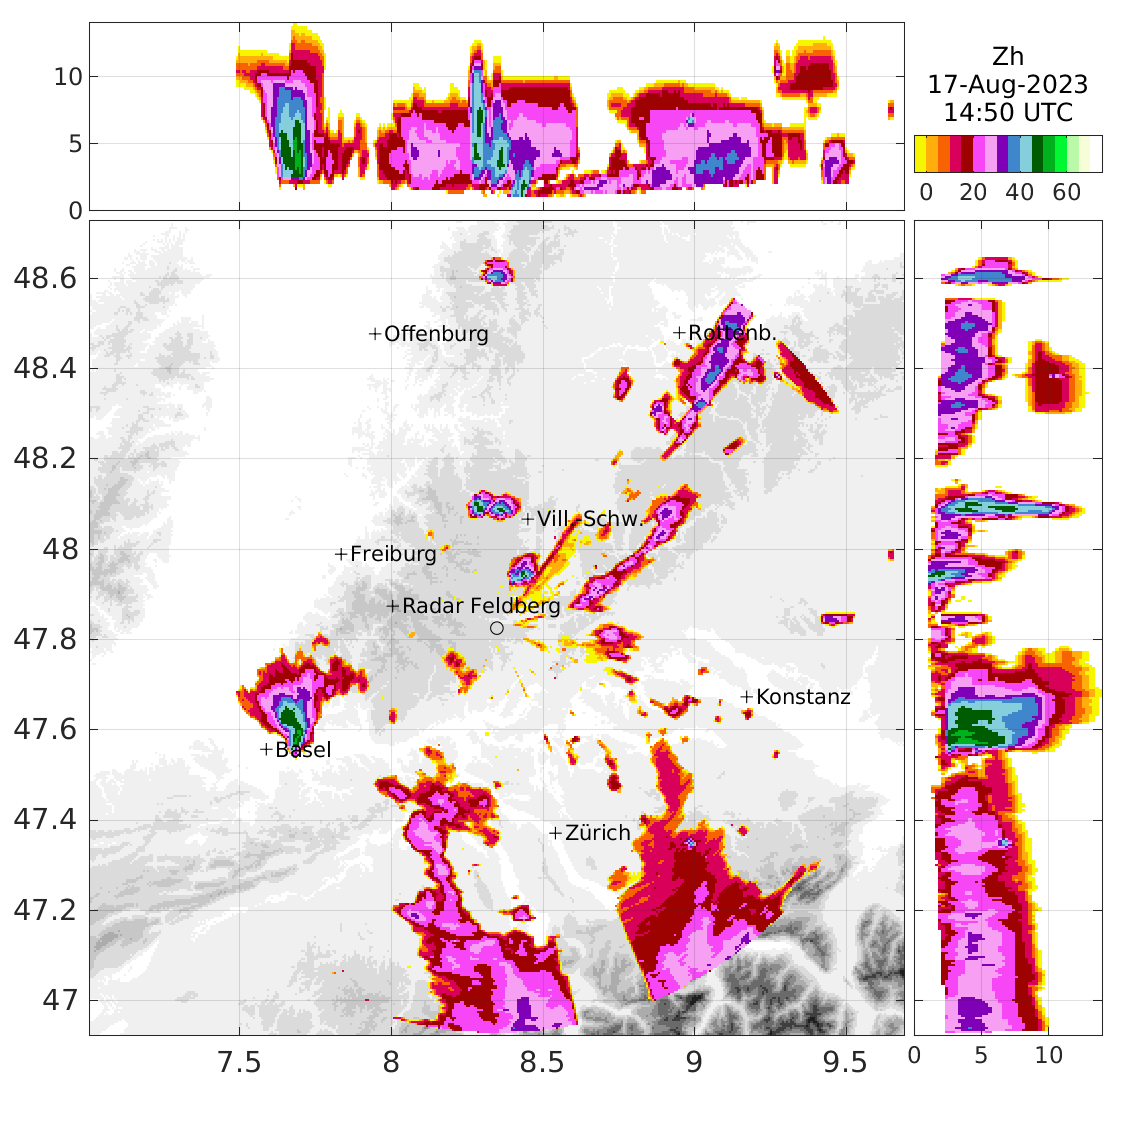 Zh
17-Aug-2023
14:50 UTC
0 20 40 60
10
5
0
48.6
48.4
48.2
48
47.8
47.6
47.4
47.2
47
+Offenburg
+Rottenb.
+Vill.-Schw.
+Freiburg
+Radar Feldberg
+Konstanz
+Basel
+Zürich
7.5 8 8.5 9 9.5
0 5 10